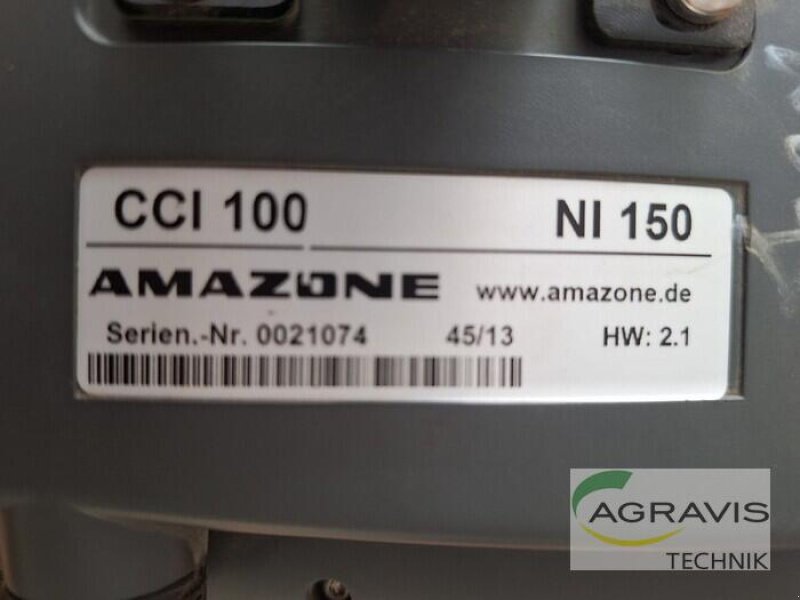 CCI 100 NI 150
AMAZONE www.amazone.de
Serien.-Nr. 0021074 45/13 HW: 2.1
AGRAVIS
TECHNIK